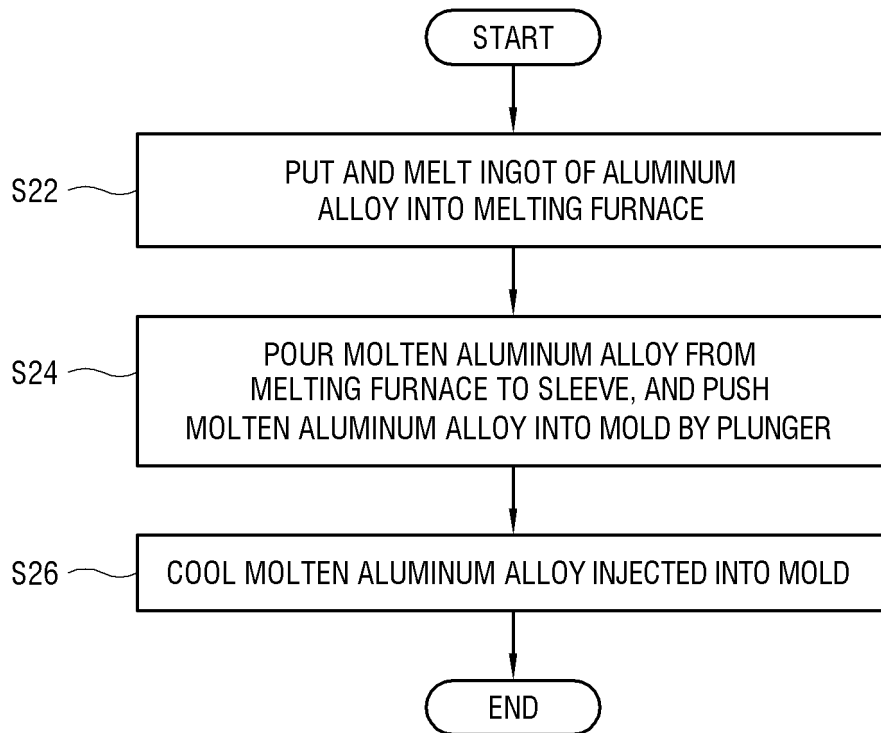 START
S22
PUT AND MELT INGOT OF ALUMINUM
ALLOY INTO MELTING FURNACE
S24
POUR MOLTEN ALUMINUM ALLOY FROM
MELTING FURNACE TO SLEEVE, AND PUSH
MOLTEN ALUMINUM ALLOY INTO MOLD BY PLUNGER
S26
COOL MOLTEN ALUMINUM ALLOY INJECTED INTO MOLD
END